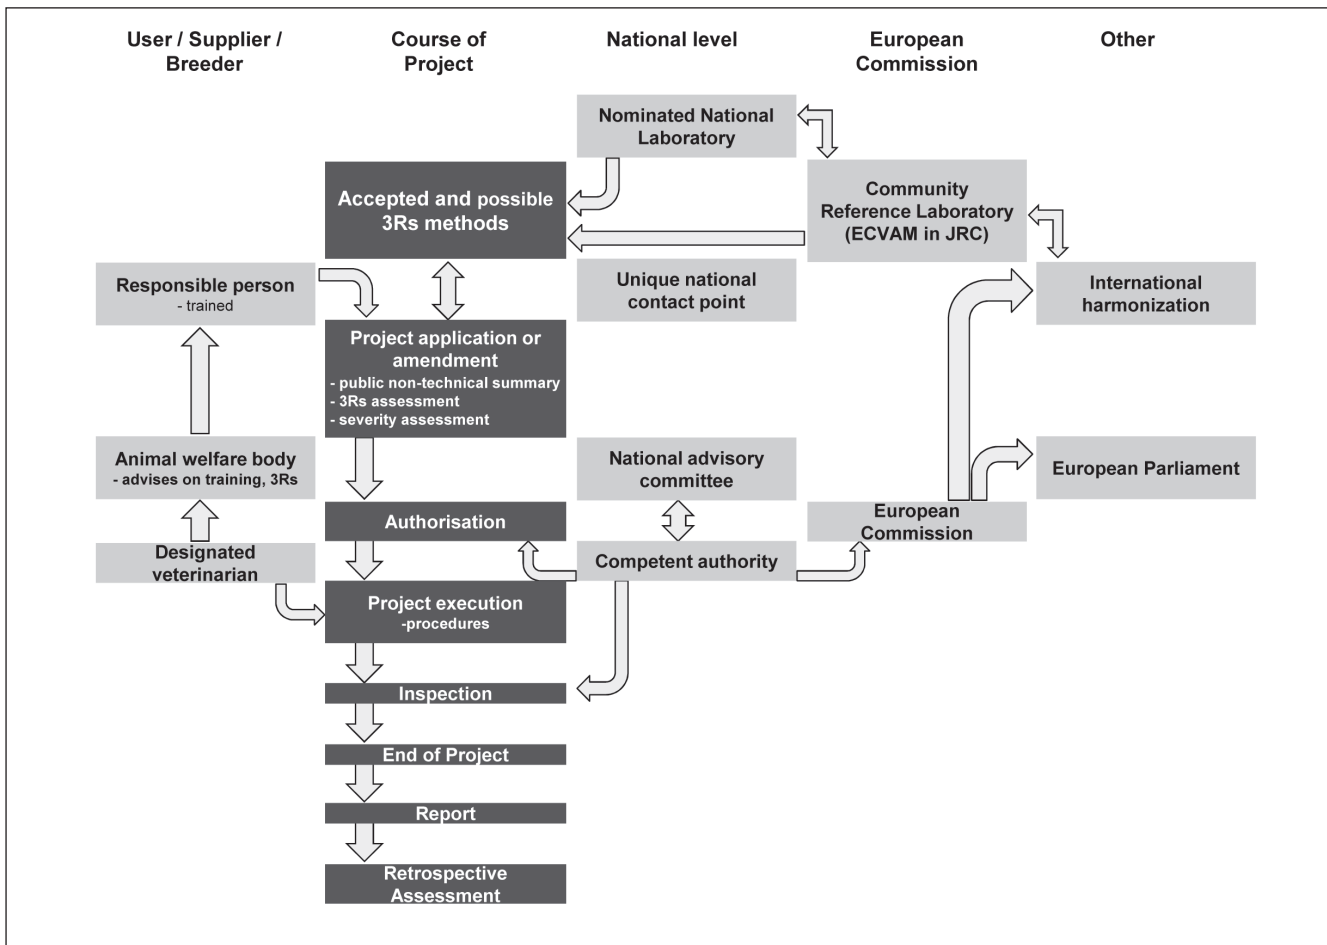 User / Supplier /
Breeder
Course of
Project
National level
European
Commission
Other
Nominated National
Laboratory
Accepted and possible
3Rs methods
Community
Reference Laboratory
(ECVAM in JRC)
Responsible person
- trained
Unique national
contact point
International
harmonization
Project application or
amendment
- public non-technical summary
- 3Rs assessment
- severity assessment
Animal welfare body
- advises on training, 3Rs
National advisory
committee
European Parliament
Authorisation
European
Commission
Designated
veterinarian
Competent authority
Project execution
-procedures
Inspection
End of Project
Report
Retrospective
Assessment